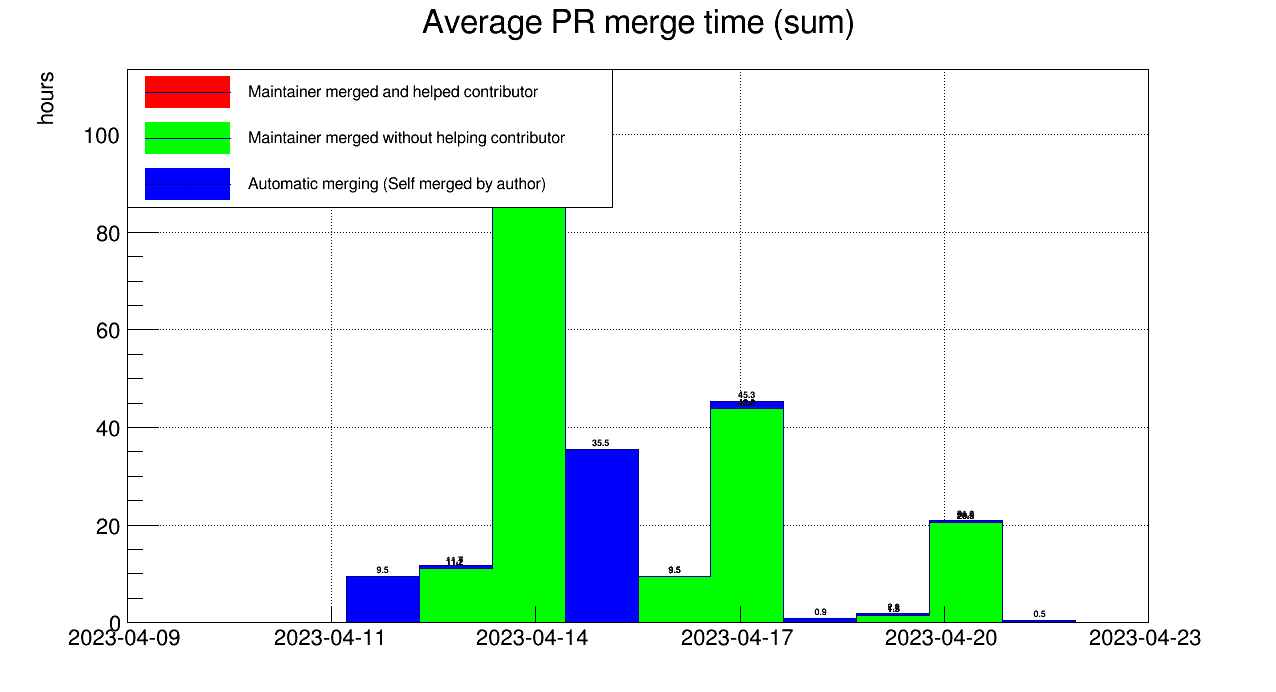 Average PR merge time (sum)
hours
Maintainer merged and helped contributor
Maintainer merged without helping contributor
Automatic merging (Self merged by author)
100
80
60
40
20
0
45.3
35.5
9.5
9.5
0.9
0.5
2023-04-09 2023-04-11 2023-04-14 2023-04-17 2023-04-20 2023-04-23